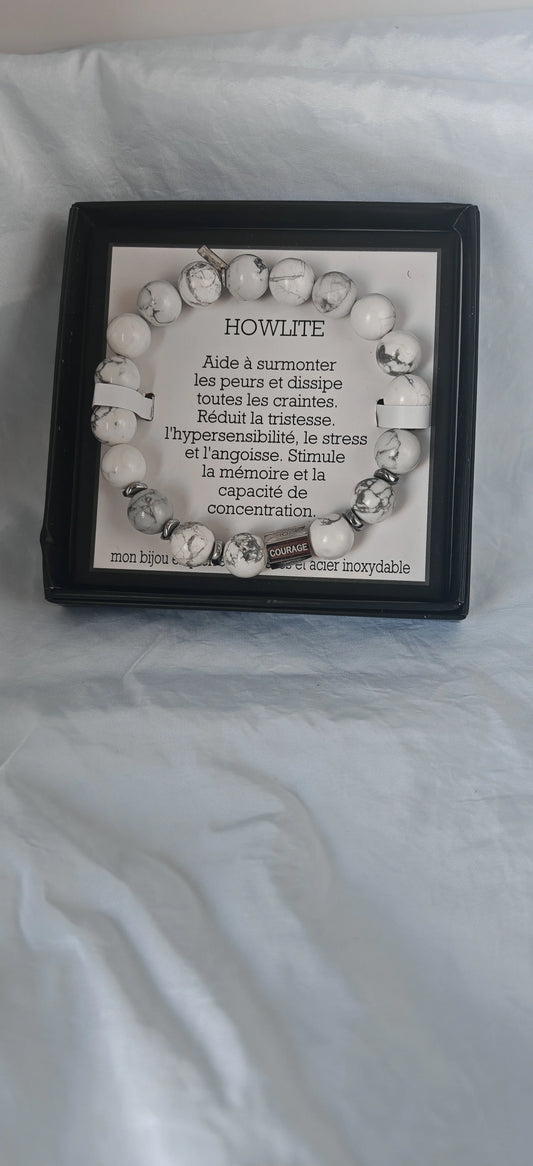 HOWLITE
Aide à surmonter
les peurs et dissipe
toutes les craintes.
Réduit la tristesse.
l'hypersensibilité, le stress
et l'angoisse. Stimule
la mémoire et la
capacité de
concentration.
COURAGE
mon bijou et acier inoxydable